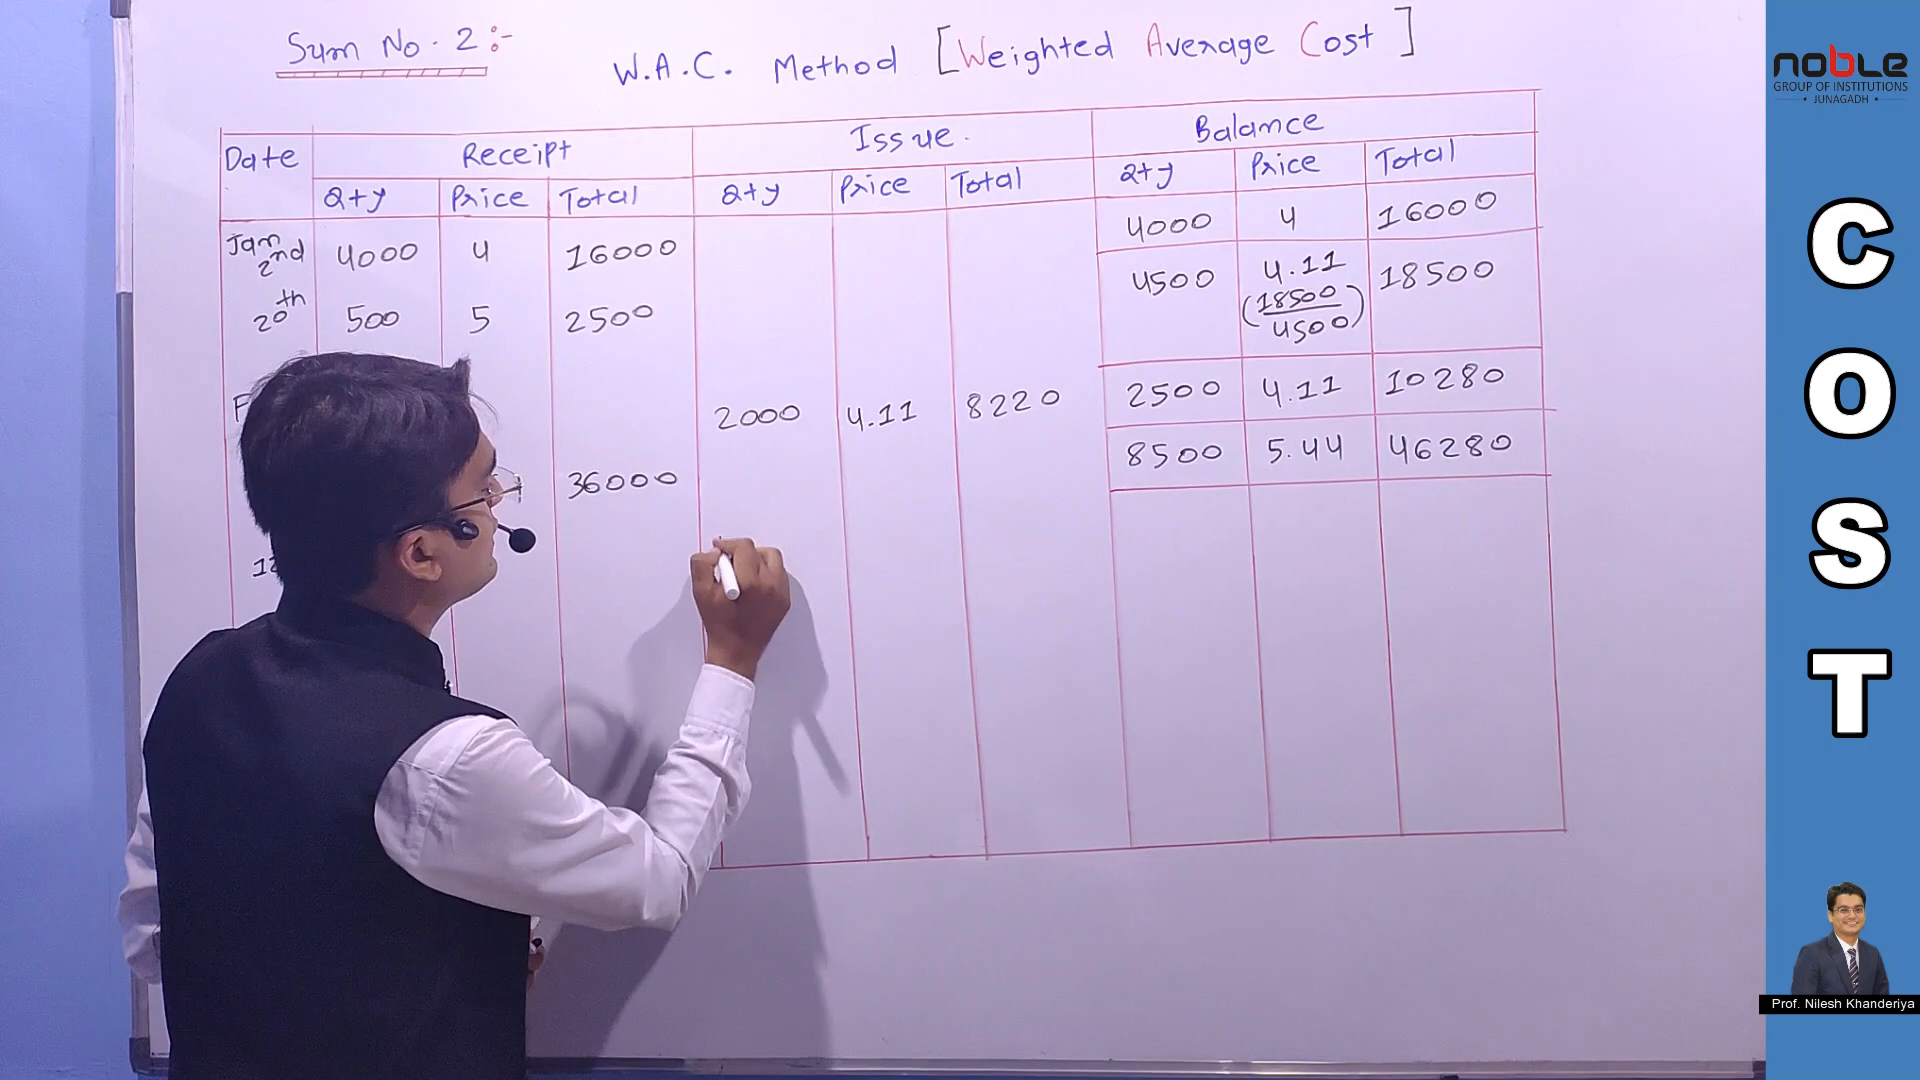 Sum No. 2 :-
W.A.C. Method [Weighted Average Cost]
Date Receipt Issue. Balance
Qty Price Total Qty Price Total Qty Price Total
4000 4 16000
Jan 2nd 4000 4 16000
4500 4.11 18500
(18500
4500)
20th 500 5 2500
2500 4.11 10280
F 2000 4.11 8220
8500 5.44 46280
36000
12
noble
GROUP OF INSTITUTIONS
• JUNAGADH •
COST
Prof. Nilesh Khanderiya